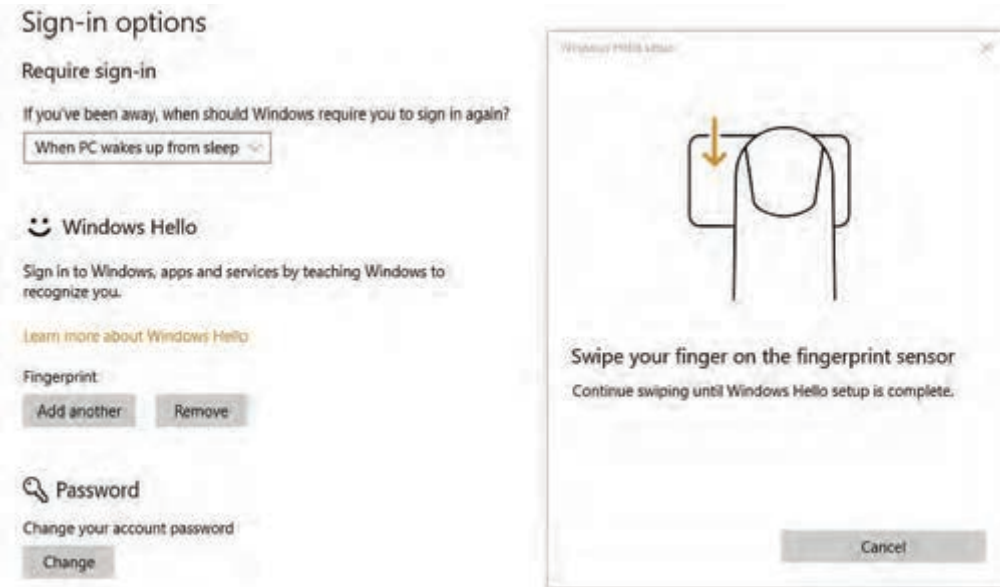 Sign-in options
Require sign-in
If you've been away, when should Windows require you to sign in again?
When PC wakes up from sleep
Windows Hello
Sign in to Windows, apps and services by teaching Windows to
recognize you.
Learn more about Windows Hello
Fingerprint
Add another Remove
Password
Change your account password
Change
Windows Hello setup
Swipe your finger on the fingerprint sensor
Continue swiping until Windows Hello setup is complete.
Cancel